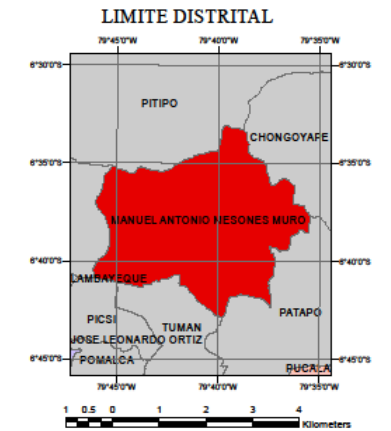 LIMITE DISTRITAL
79°45'0"W 79°40'0"W 79°35'0"W
6°30'0"S 6°30'0"S
PITIPO
CHONGOYAPE
6°35'0"S 6°35'0"S
MANUEL ANTONIO MESONES MURO
6°40'0"S 6°40'0"S
LAMBAYEQUE
PATAPO
PICSI
TUMAN
JOSE LEONARDO ORTIZ
6°45'0"S 6°45'0"S
POMALCA
PUCALA
79°45'0"W 79°40'0"W 79°35'0"W
1 0.5 0 1 2 3 4
Kilometers